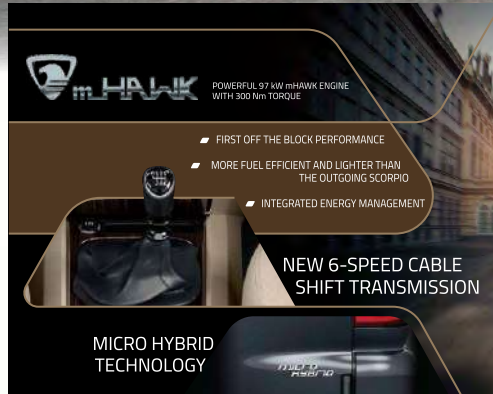 mHAWK
POWERFUL 97 kW mHAWK ENGINE
WITH 300 Nm TORQUE
FIRST OFF THE BLOCK PERFORMANCE
MORE FUEL EFFICIENT AND LIGHTER THAN
THE OUTGOING SCORPIO
INTEGRATED ENERGY MANAGEMENT
NEW 6-SPEED CABLE
SHIFT TRANSMISSION
MICRO HYBRID
TECHNOLOGY
micro
HYBRID